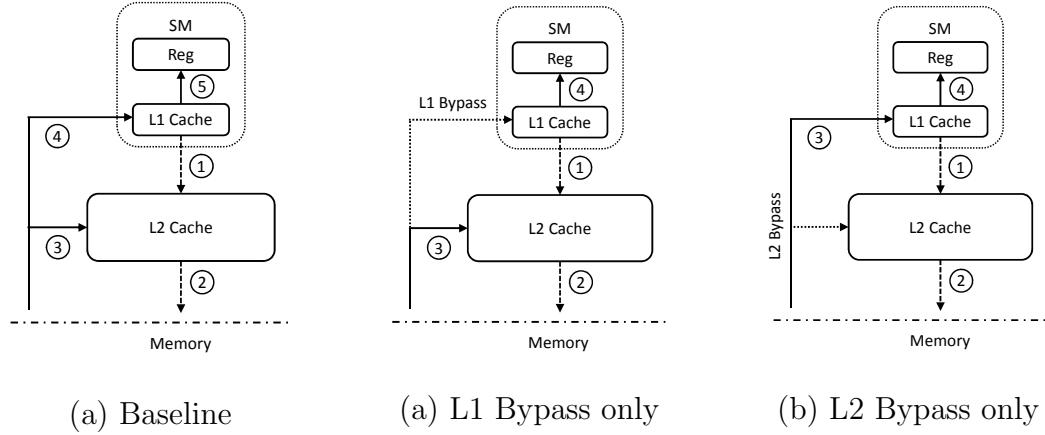 SM
Reg
⑤
L1 Cache
④
①
L2 Cache
③
②
Memory
(a) Baseline
SM
Reg
④
L1 Bypass
L1 Cache
①
L2 Cache
③
②
Memory
(a) L1 Bypass only
SM
Reg
④
L1 Cache
③
①
L2 Bypass
L2 Cache
②
Memory
(b) L2 Bypass only